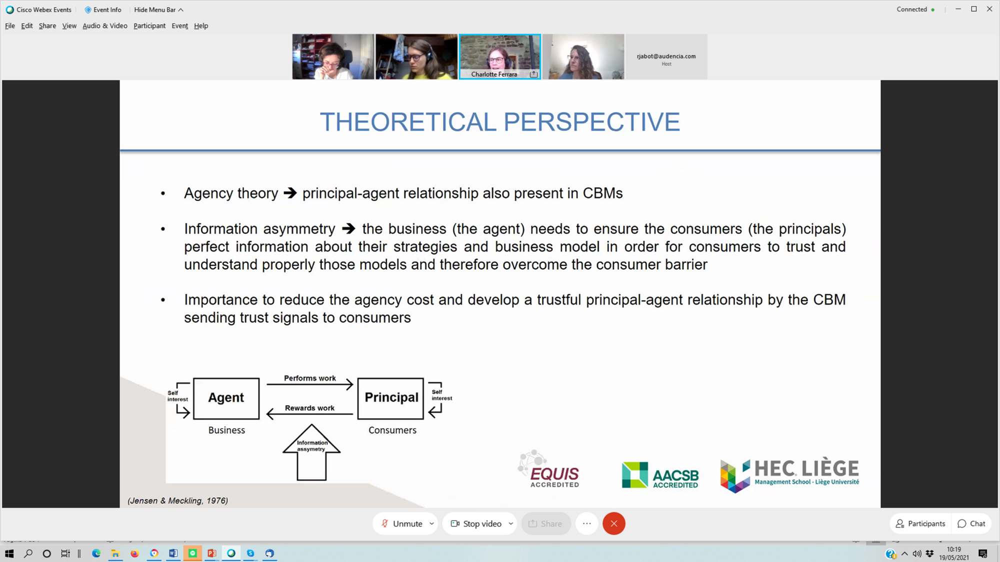 Cisco Webex Events
Event Info
Hide Menu Bar
Connected
File Edit Share View Audio & Video Participant Event Help
Charlotte Ferrara
rjabot@audencia.com
Host
THEORETICAL PERSPECTIVE
• Agency theory ➔ principal-agent relationship also present in CBMs
• Information asymmetry ➔ the business (the agent) needs to ensure the consumers (the principals)
perfect information about their strategies and business model in order for consumers to trust and
understand properly those models and therefore overcome the consumer barrier
• Importance to reduce the agency cost and develop a trustful principal-agent relationship by the CBM
sending trust signals to consumers
Performs work
Self
interest
Agent
Principal
Self
interest
Rewards work
Business
Consumers
Information
assymetry
EQUIS
ACCREDITED
AACSB
ACCREDITED
HEC LIÈGE
Management School - Liège Université
(Jensen & Meckling, 1976)
Unmute
Stop video
Share
Participants
Chat
10:19
19/05/2021